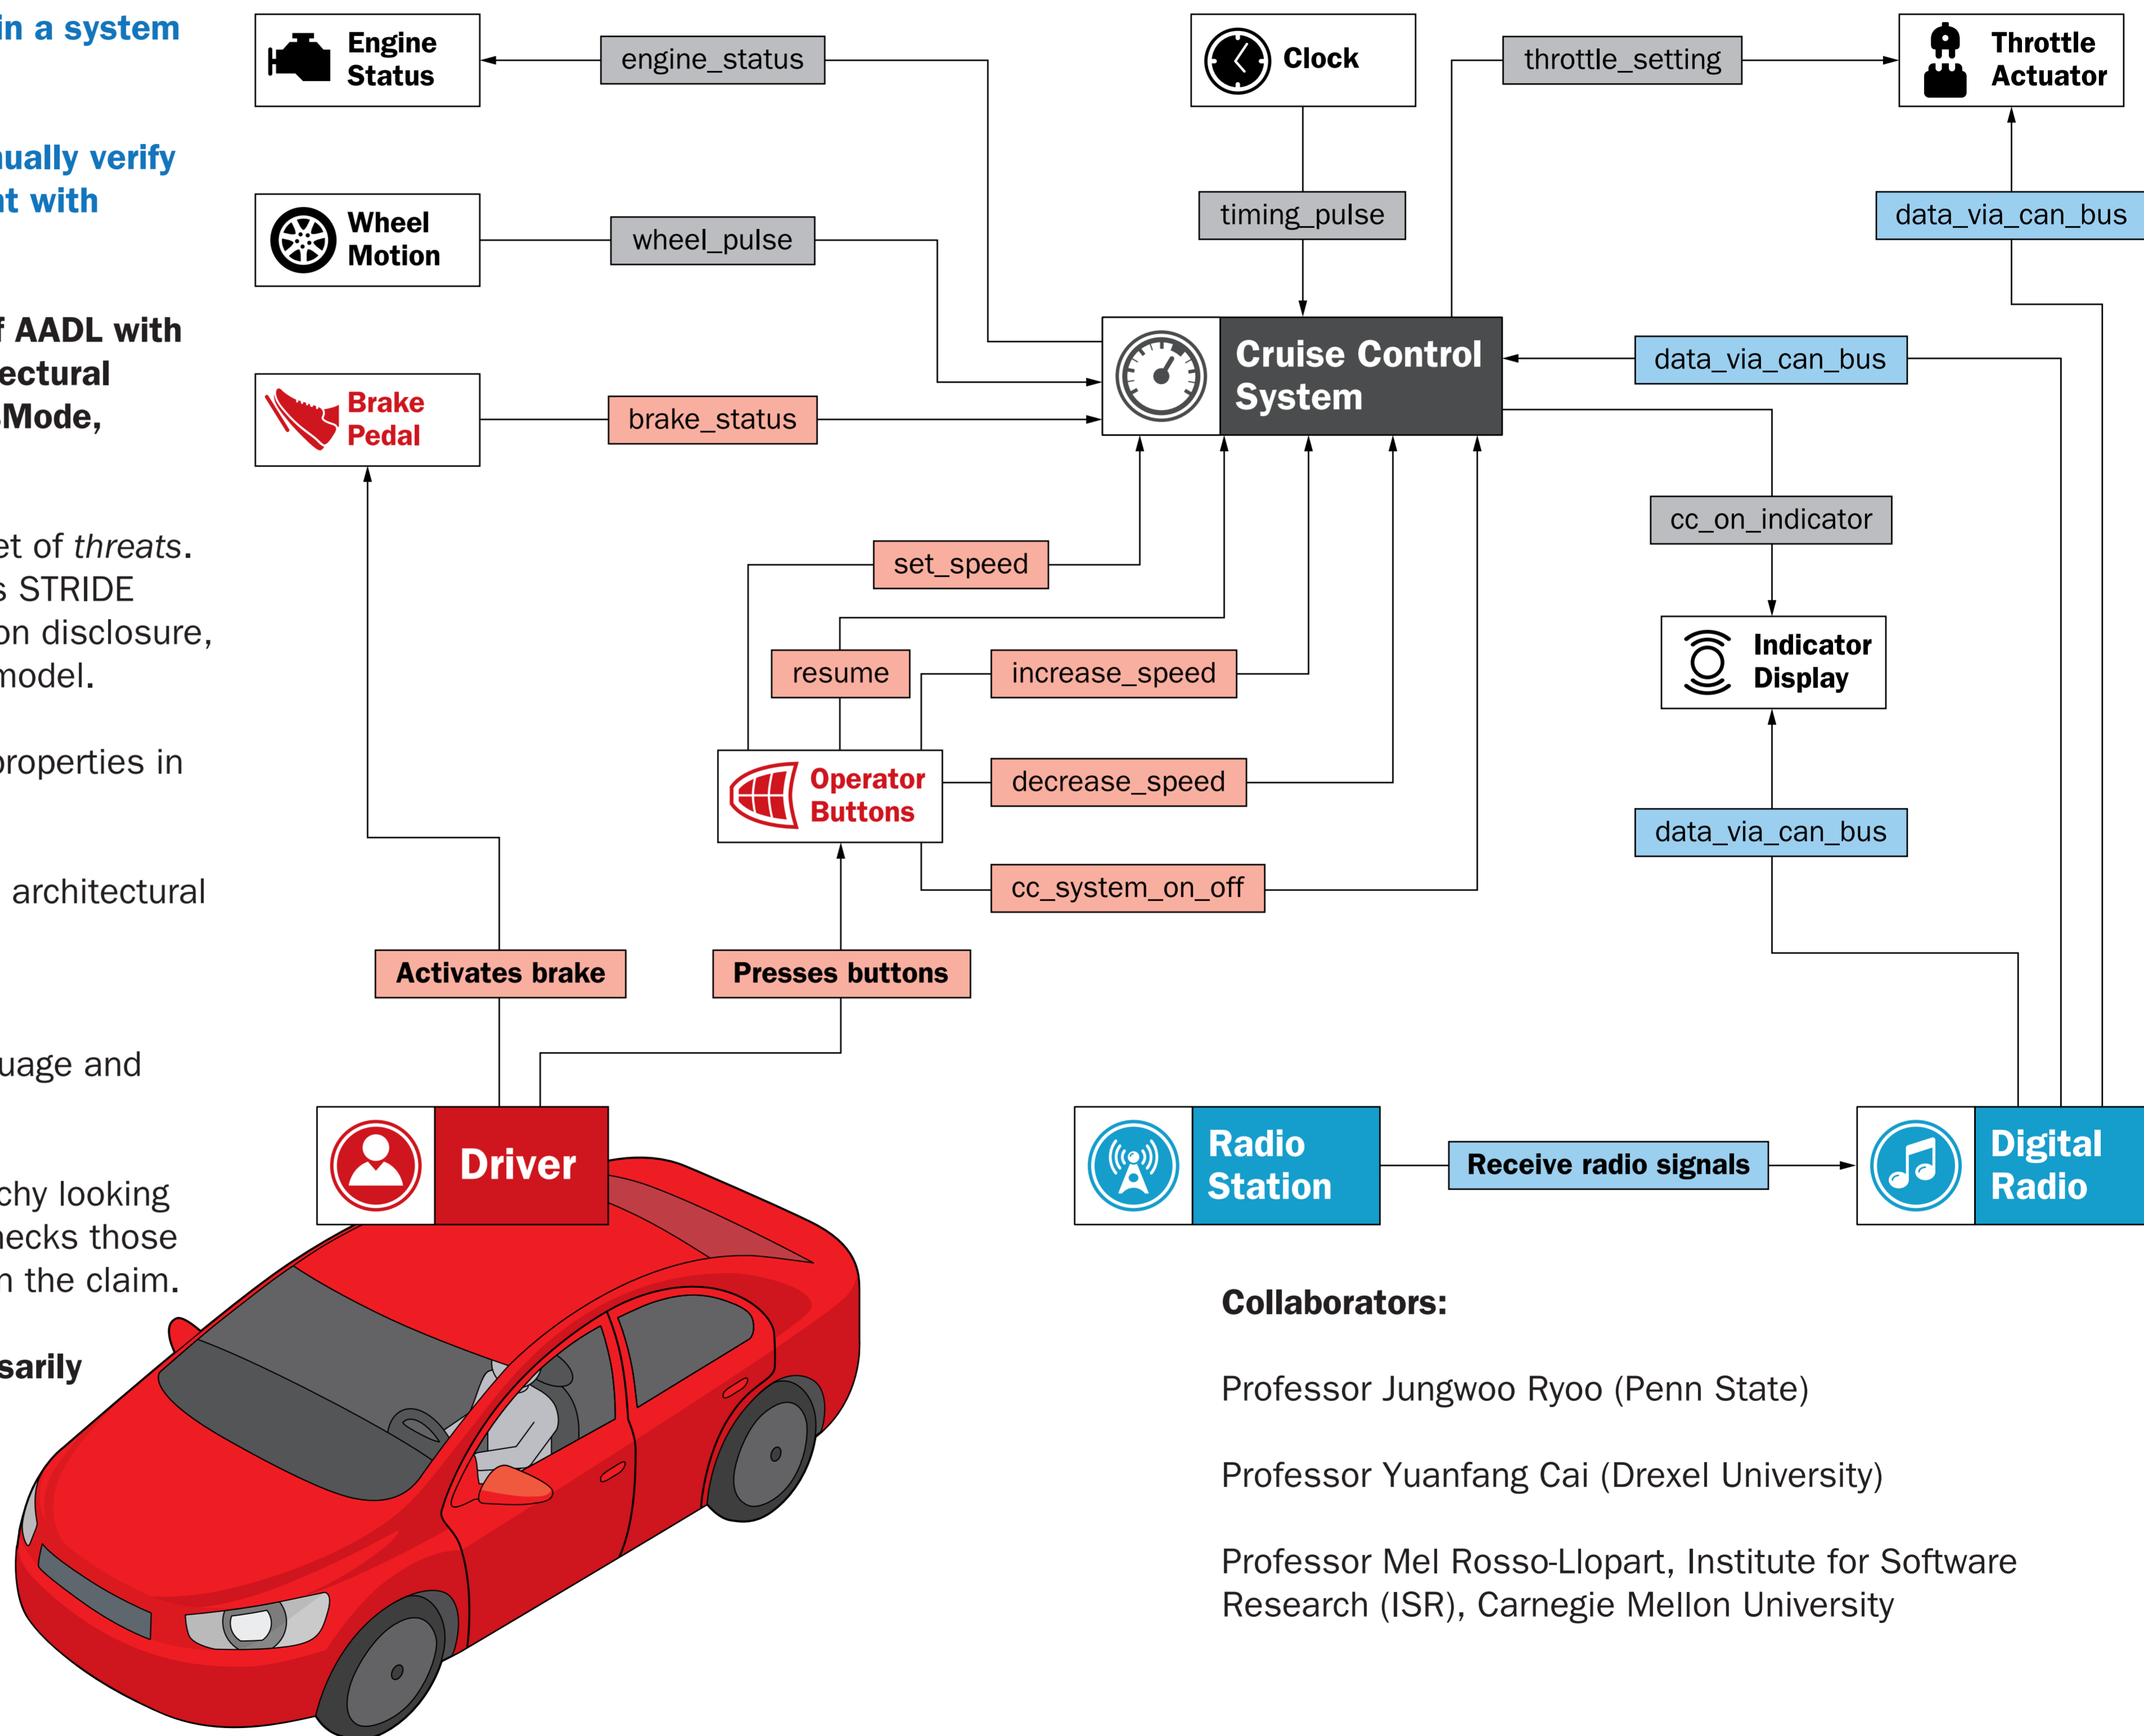 in a system
nually verify
nt with
f AADL with
ectural
Mode,
et of threats.
s STRIDE
on disclosure,
model.
properties in
architectural
uage and
chy looking
necks those
n the claim.
sarily
Engine
Status
engine_status
Clock
throttle_setting
Throttle
Actuator
Wheel
Motion
wheel_pulse
timing_pulse
data_via_can_bus
Cruise Control
System
data_via_can_bus
Brake
Pedal
brake_status
cc_on_indicator
set_speed
resume
increase_speed
Indicator
Display
Operator
Buttons
decrease_speed
data_via_can_bus
cc_system_on_off
Activates brake
Presses buttons
Driver
Radio
Station
Receive radio signals
Digital
Radio
Collaborators:
Professor Jungwoo Ryoo (Penn State)
Professor Yuanfang Cai (Drexel University)
Professor Mel Rosso-Llopart, Institute for Software
Research (ISR), Carnegie Mellon University